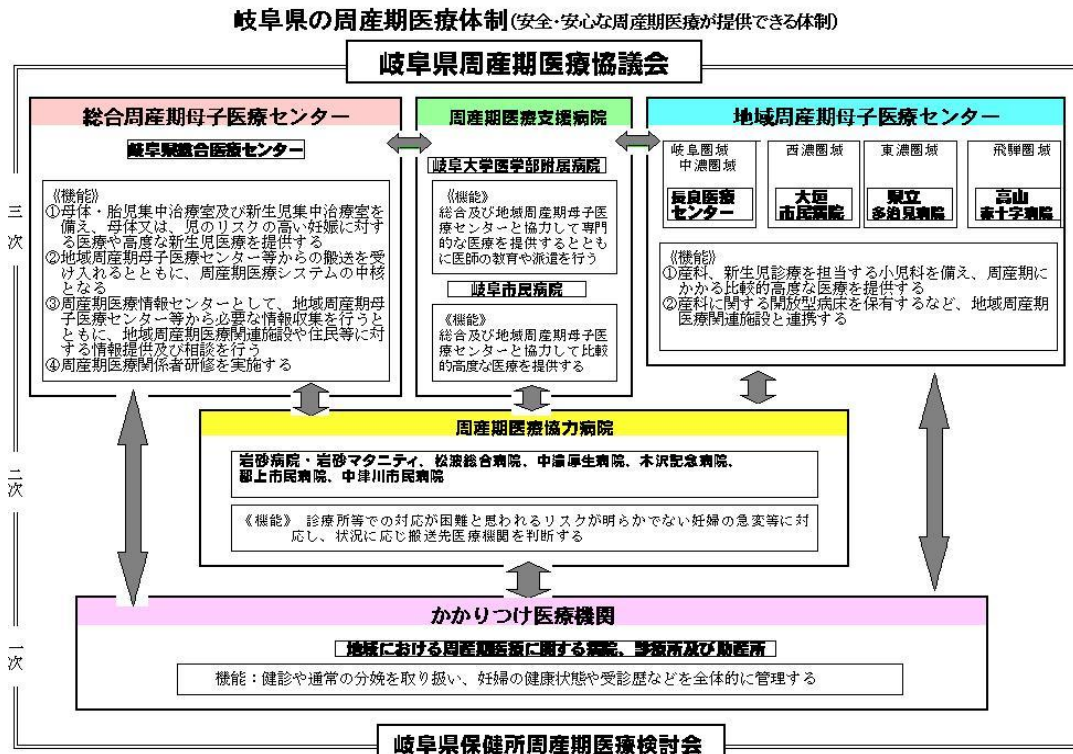 岐阜県の周産期医療体制(安全・安心な周産期医療が提供できる体制)
岐阜県周産期医療協議会
総合周産期母子医療センター
岐阜県総合医療センター
《機能》
①母体・胎児集中治療室及び新生児集中治療室を
備え、母体又は、児のリスクの高い妊娠に対す
る医療や高度な新生児医療を提供する
②地域周産期母子医療センター等からの搬送を受
け入れるとともに、周産期医療システムの中核
となる
③周産期医療情報センターとして、地域周産期母
子医療センター等から必要な情報収集を行うと
ともに、地域周産期医療関連施設や住民等に対
する情報提供及び相談を行う
④周産期医療関係者研修を実施する
周産期医療支援病院
岐阜大学医学部附属病院
《機能》
総合及び地域周産期母子医
療センターと協力して専門
的な医療を提供するととも
に医師の教育や派遣を行う
岐阜市民病院
《機能》
総合及び地域周産期母子医
療センターと協力して比較
的高度な医療を提供する
地域周産期母子医療センター
岐阜圏域
中濃圏域
長良医療
センター
西濃圏域
大垣
市民病院
東濃圏域
県立
多治見病院
飛騨圏域
高山
赤十字病院
《機能》
①産科、新生児診療を担当する小児科を備え、周産期に
かかる比較的高度な医療を提供する
②産科に関する開放型病床を保有するなど、地域周産期
医療関連施設と連携する
三次
周産期医療協力病院
岩砂病院・岩砂マタニティ、松波総合病院、中濃厚生病院、木沢記念病院、
郡上市民病院、中津川市民病院
《機能》 診療所等での対応が困難と思われるリスクが明らかでない妊婦の急変等に対
応し、状況に応じ搬送先医療機関を判断する
二次
かかりつけ医療機関
地域における周産期医療に関する病院、診療所及び助産所
機能：健診や通常の分娩を取り扱い、妊婦の健康状態や受診歴などを全体的に管理する
一次
岐阜県保健所周産期医療検討会